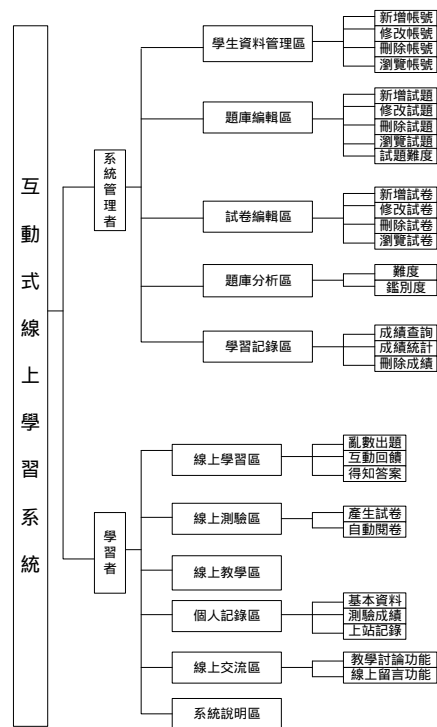 互動式線上學習系統
系統管理者
學生資料管理區
新增帳號
修改帳號
刪除帳號
瀏覽帳號
題庫編輯區
新增試題
修改試題
刪除試題
瀏覽試題
試題難度
試卷編輯區
新增試卷
修改試卷
刪除試卷
瀏覽試卷
題庫分析區
難度
鑑別度
學習記錄區
成績查詢
成績統計
刪除成績
學習者
線上學習區
亂數出題
互動回饋
得知答案
線上測驗區
產生試卷
自動閱卷
線上教學區
個人記錄區
基本資料
測驗成績
上站記錄
線上交流區
教學討論功能
線上留言功能
系統說明區